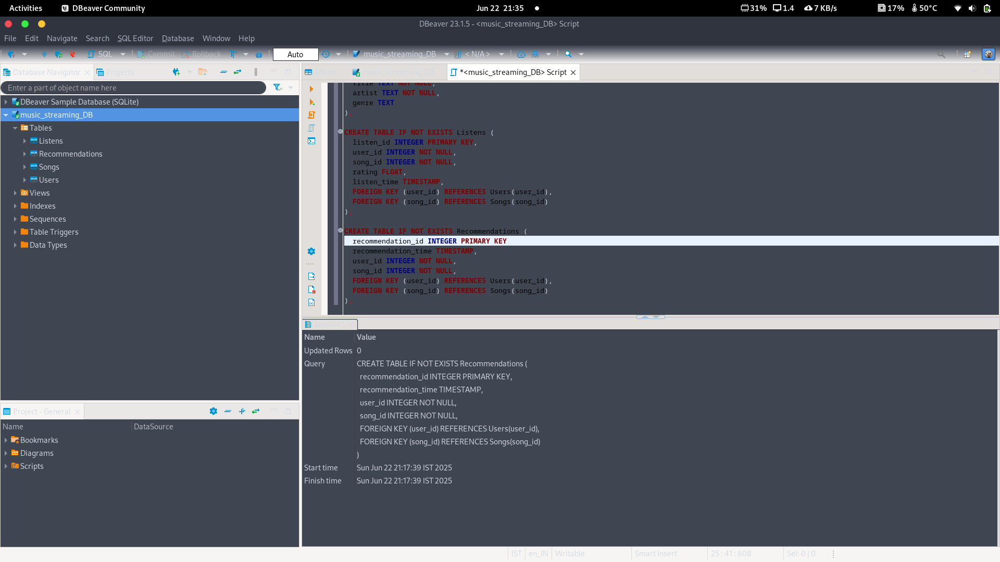 Activities DBeaver Community Jun 22 21:35 31% 1.4 7 KB/s 17% 50°C
DBeaver 23.1.5 - <music_streaming_DB> Script
File Edit Navigate Search SQL Editor Database Window Help
SQL Commit Rollback Auto music_streaming_DB < N/A >
Database Navigator Projects
Album music_streaming_DB *<music_streaming_DB> Script
Enter a part of object name here
DBeaver Sample Database (SQLite)
music_streaming_DB
Tables
Listens
Recommendations
Songs
Users
Views
Indexes
Sequences
Table Triggers
Data Types
title TEXT NOT NULL,
artist TEXT NOT NULL,
genre TEXT
);
CREATE TABLE IF NOT EXISTS Listens (
listen_id INTEGER PRIMARY KEY,
user_id INTEGER NOT NULL,
song_id INTEGER NOT NULL,
rating FLOAT,
listen_time TIMESTAMP,
FOREIGN KEY (user_id) REFERENCES Users(user_id),
FOREIGN KEY (song_id) REFERENCES Songs(song_id)
);
CREATE TABLE IF NOT EXISTS Recommendations (
recommendation_id INTEGER PRIMARY KEY,
recommendation_time TIMESTAMP,
user_id INTEGER NOT NULL,
song_id INTEGER NOT NULL,
FOREIGN KEY (user_id) REFERENCES Users(user_id),
FOREIGN KEY (song_id) REFERENCES Songs(song_id)
);
Name Value
Updated Rows 0
Query CREATE TABLE IF NOT EXISTS Recommendations (
recommendation_id INTEGER PRIMARY KEY,
recommendation_time TIMESTAMP,
user_id INTEGER NOT NULL,
song_id INTEGER NOT NULL,
FOREIGN KEY (user_id) REFERENCES Users(user_id),
FOREIGN KEY (song_id) REFERENCES Songs(song_id)
)
Start time Sun Jun 22 21:17:39 IST 2025
Finish time Sun Jun 22 21:17:39 IST 2025
Project - General
Name DataSource
Bookmarks
Diagrams
Scripts
IST en_IN Writable Smart Insert 25 : 41 : 608 Sel: 0 | 0